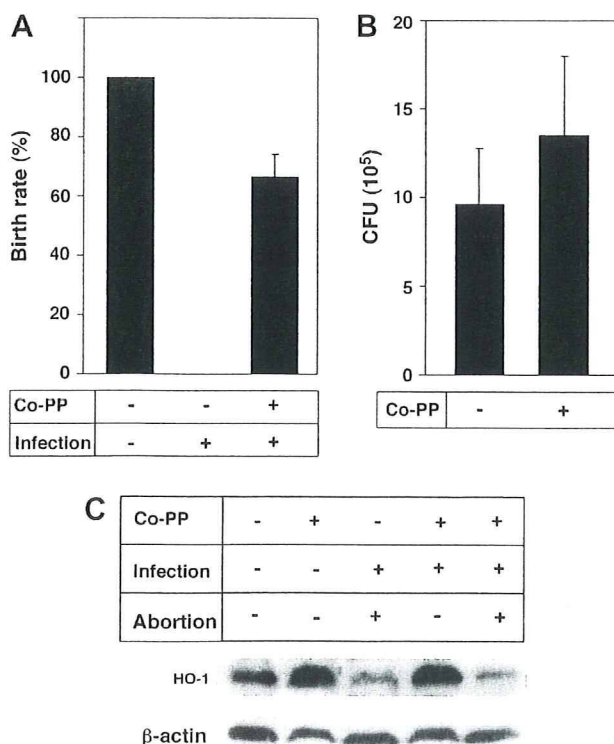 A
Birth rate (%)
100
80
60
40
20
0
Co-PP - - +
Infection - + +
B
CFU (10⁵)
20
15
10
5
0
Co-PP - +
C
Co-PP - + - + +
Infection - - + + +
Abortion - - + - +
HO-1
β-actin